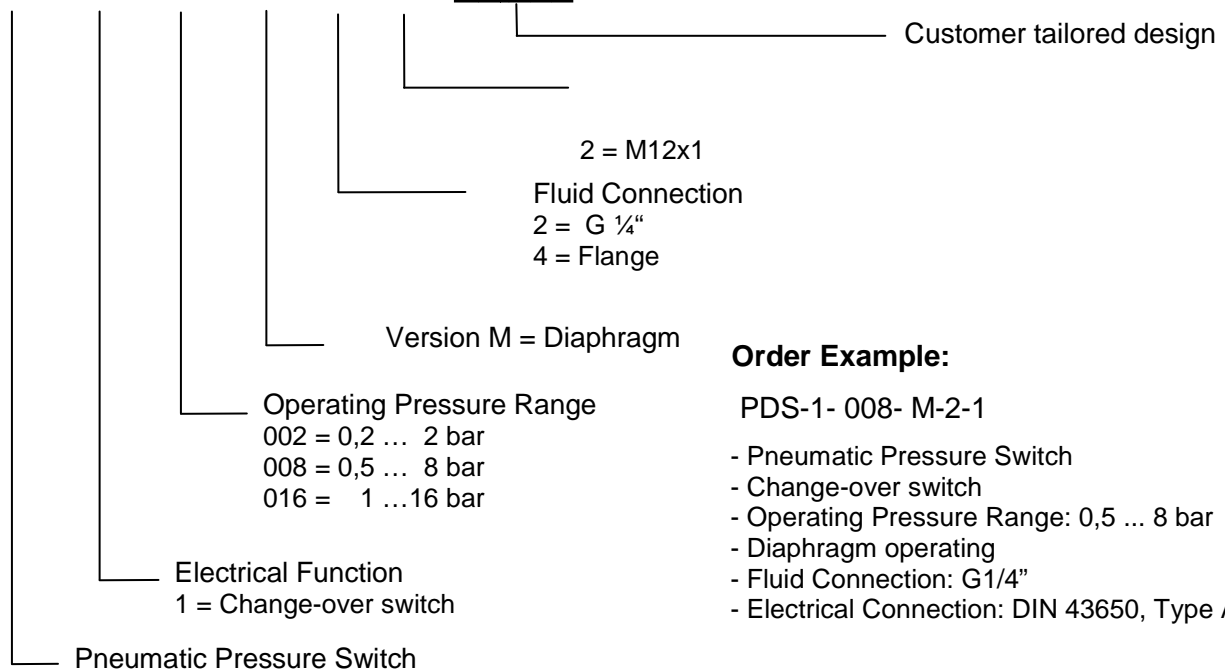 Customer tailored design
2 = M12x1
Fluid Connection
2 = G ¼“
4 = Flange
Version M = Diaphragm
Operating Pressure Range
002 = 0,2 … 2 bar
008 = 0,5 … 8 bar
016 = 1 …16 bar
Electrical Function
1 = Change-over switch
Pneumatic Pressure Switch
Order Example:
PDS-1- 008- M-2-1
- Pneumatic Pressure Switch
- Change-over switch
- Operating Pressure Range: 0,5 ... 8 bar
- Diaphragm operating
- Fluid Connection: G1/4”
- Electrical Connection: DIN 43650, Type